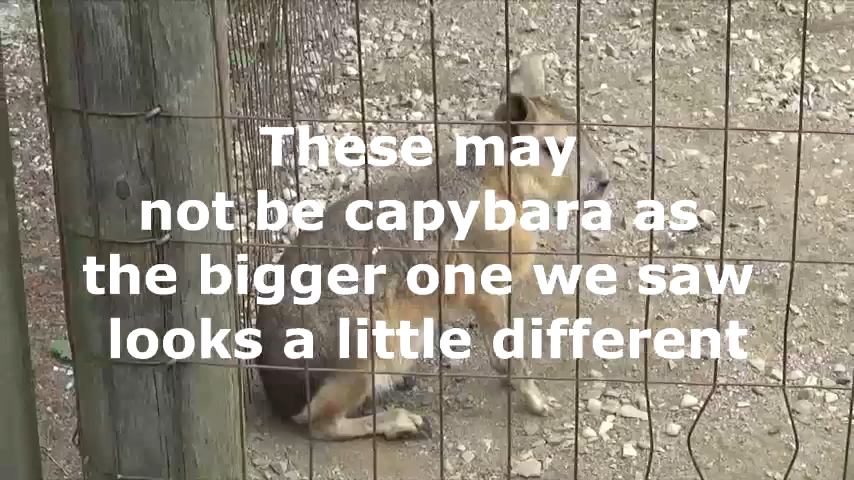 These may
not be capybara as
the bigger one we saw
looks a little different